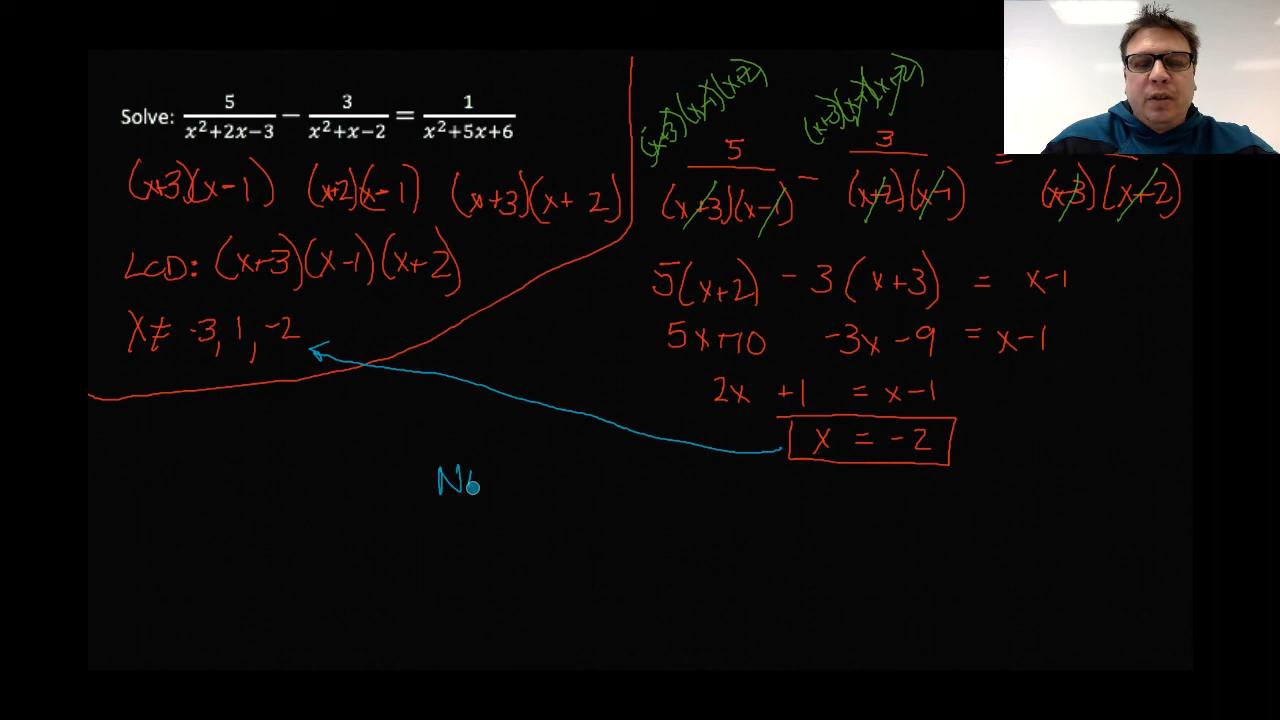 Solve: 5/(x²+2x−3) − 3/(x²+x−2) = 1/(x²+5x+6)
(x+3)(x−1) (x+2)(x−1) (x+3)(x+2)
LCD: (x+3)(x−1)(x+2)
X≠ -3, 1, -2
(x+3)(x−1)(x+2) (x+3)(x−1)(x+2)
5/((x+3)(x−1)) − 3/((x+2)(x−1)) = /((x+3)(x+2))
5(x+2) − 3(x+3) = x−1
5x+10 −3x−9 = x−1
2x +1 = x−1
x = −2
No